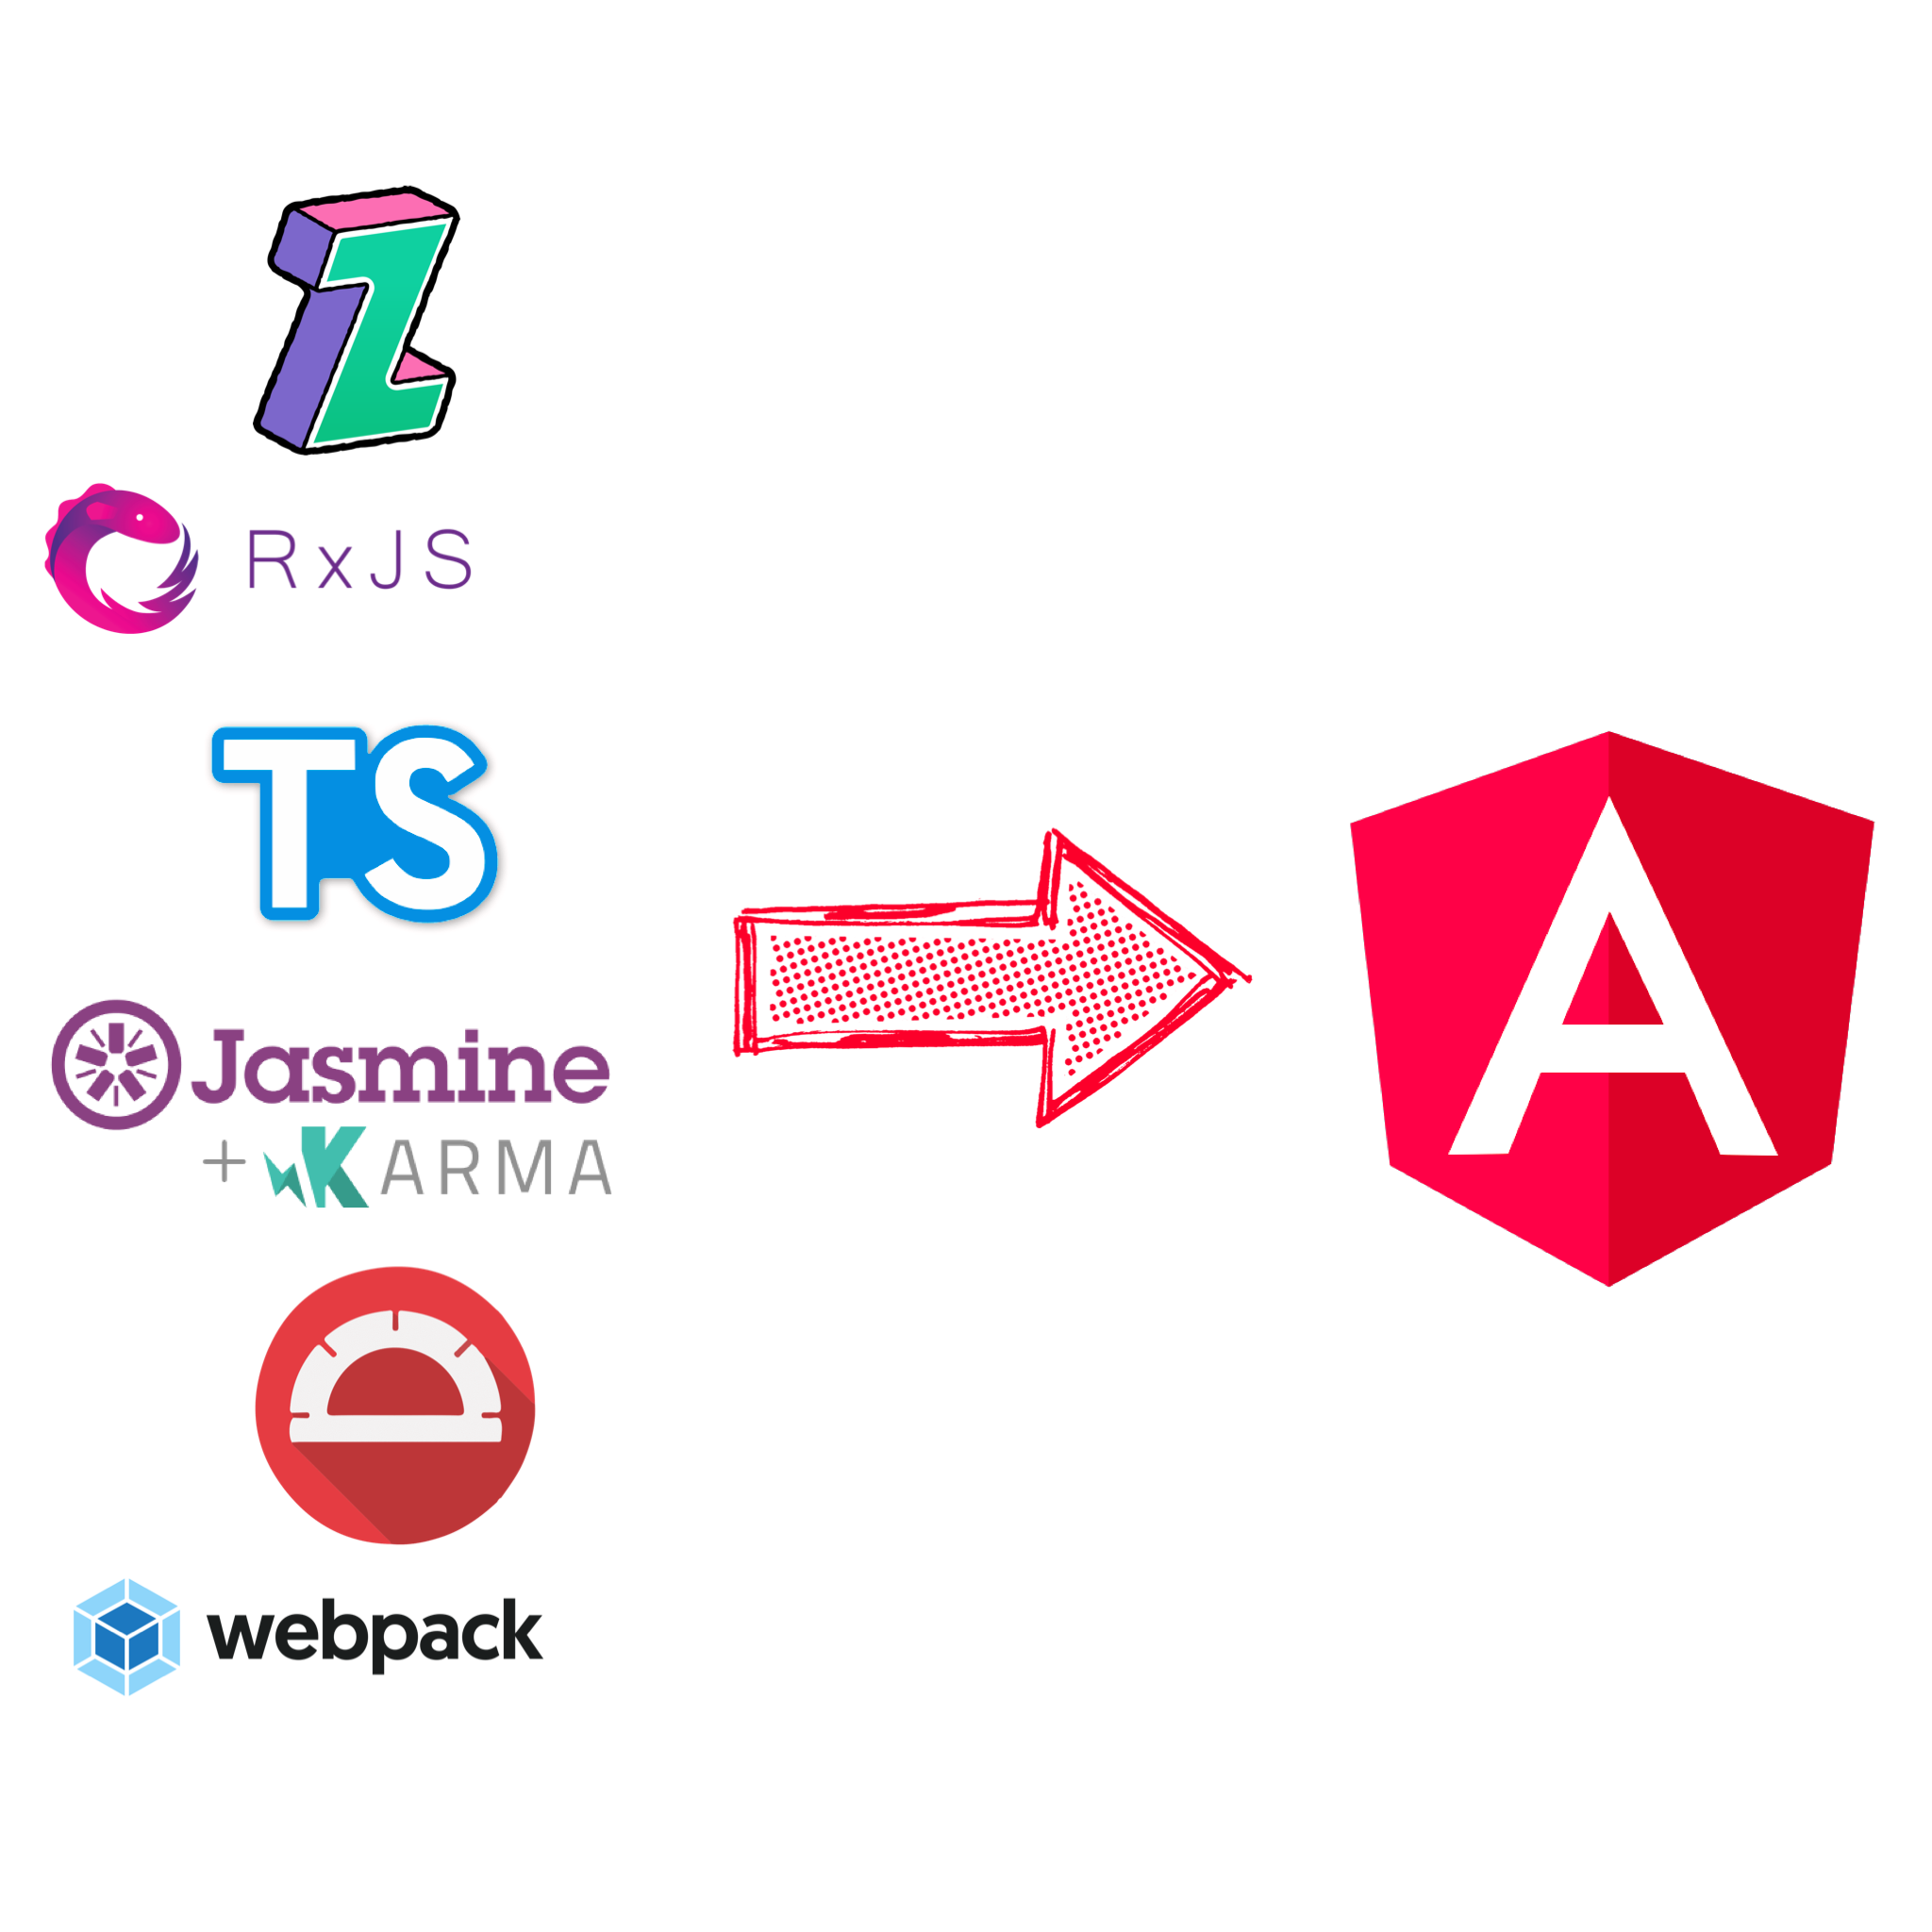 Z
RxJS
TS
Jasmine
+ KARMA
webpack
A